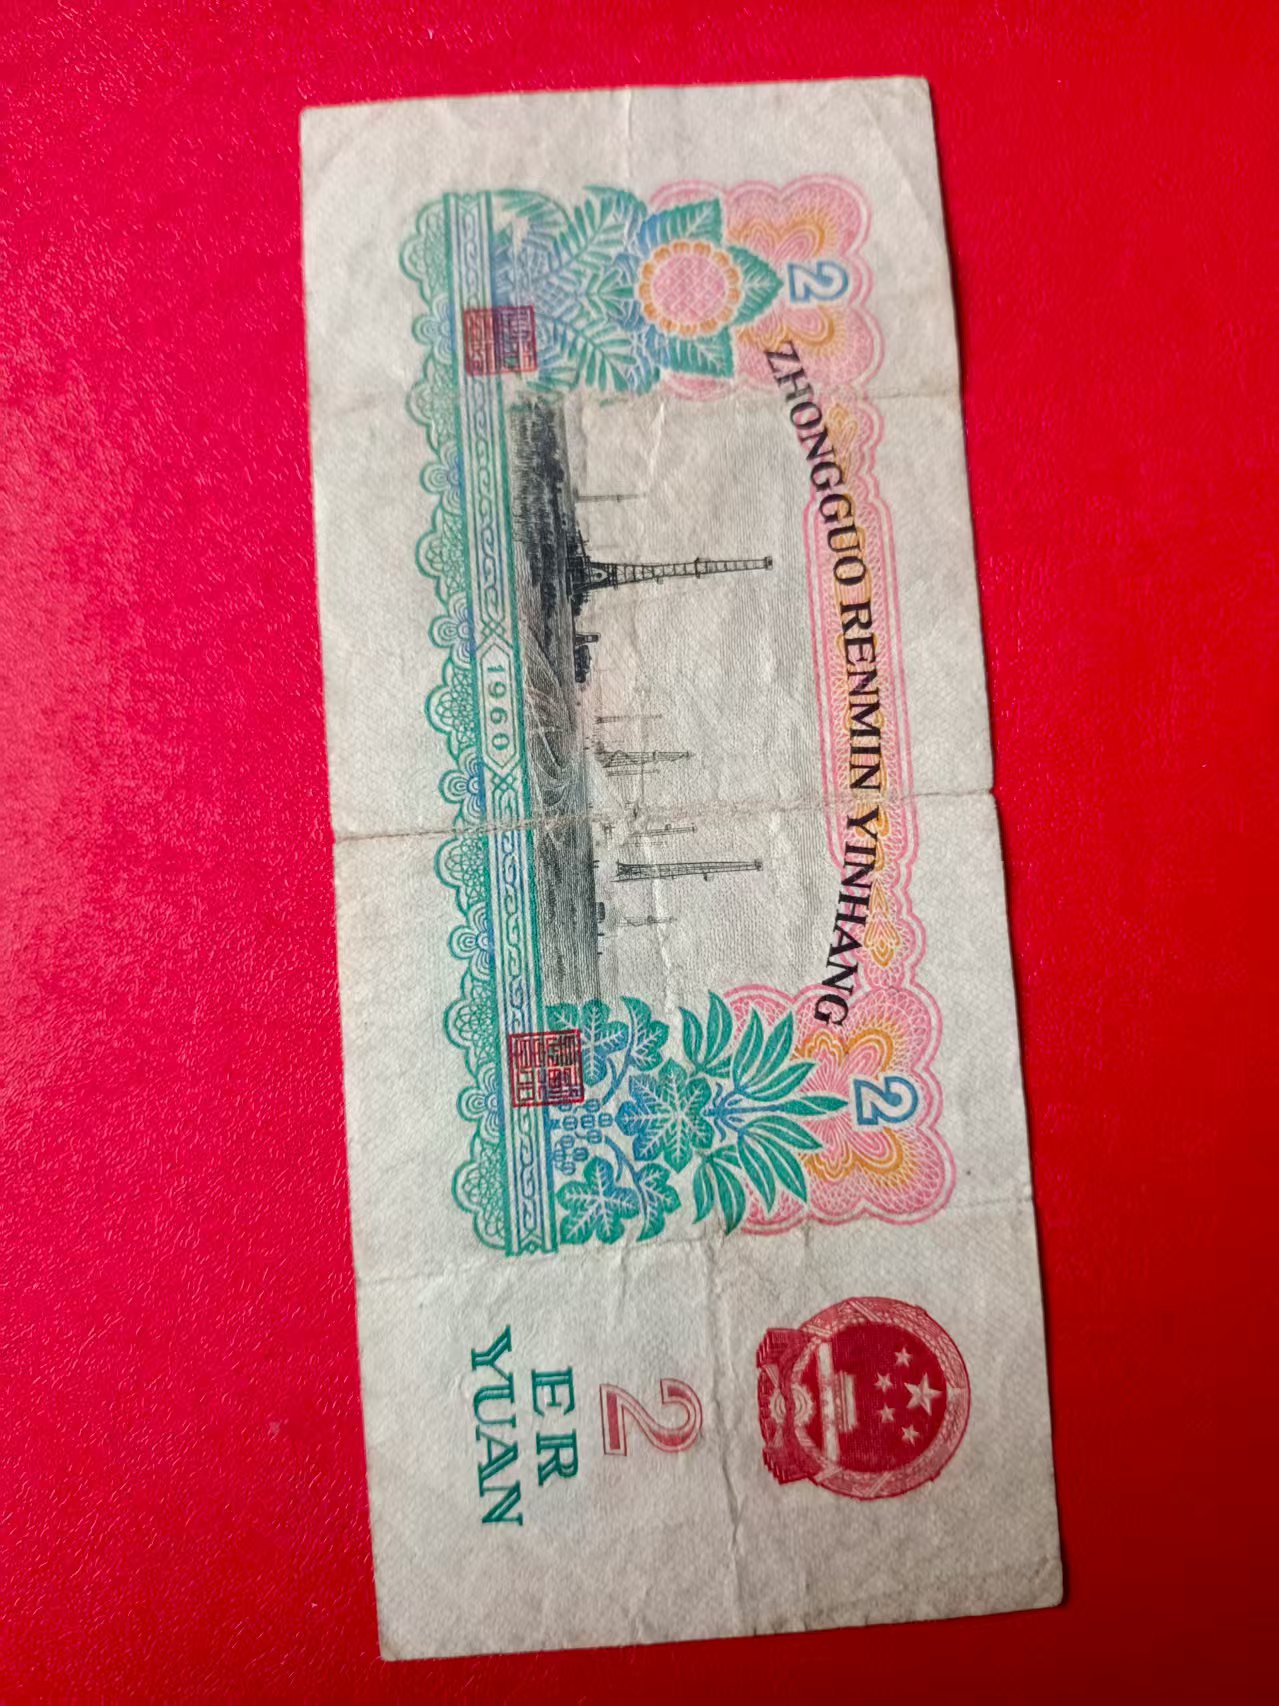 ZHONGGUO RENMIN YINHANG
2
2
1960
2
ER
YUAN